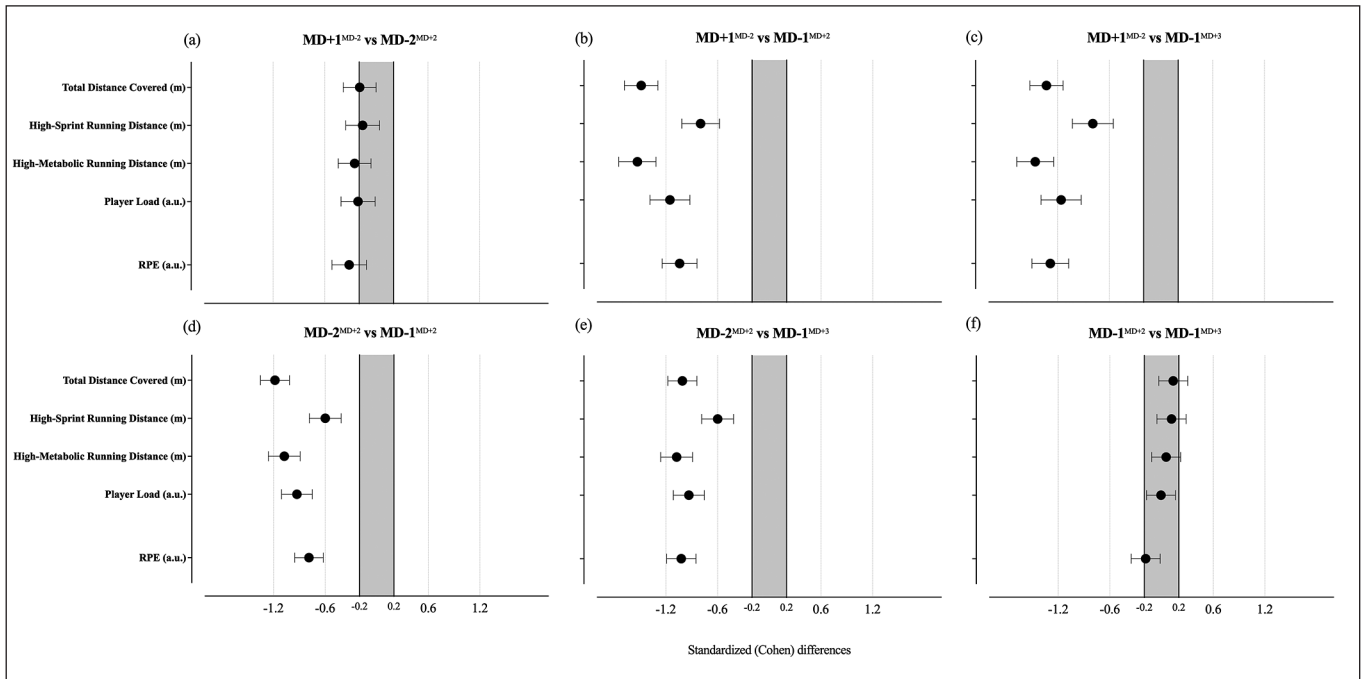 (a) MD+1ᴹᴰ⁻² vs MD-2ᴹᴰ⁺²
(b) MD+1ᴹᴰ⁻² vs MD-1ᴹᴰ⁺²
(c) MD+1ᴹᴰ⁻² vs MD-1ᴹᴰ⁺³
Total Distance Covered (m)
High-Sprint Running Distance (m)
High-Metabolic Running Distance (m)
Player Load (a.u.)
RPE (a.u.)
(d) MD-2ᴹᴰ⁺² vs MD-1ᴹᴰ⁺²
(e) MD-2ᴹᴰ⁺² vs MD-1ᴹᴰ⁺³
(f) MD-1ᴹᴰ⁺² vs MD-1ᴹᴰ⁺³
Total Distance Covered (m)
High-Sprint Running Distance (m)
High-Metabolic Running Distance (m)
Player Load (a.u.)
RPE (a.u.)
-1.2 -0.6 -0.2 0.2 0.6 1.2
-1.2 -0.6 -0.2 0.2 0.6 1.2
-1.2 -0.6 -0.2 0.2 0.6 1.2
Standardized (Cohen) differences